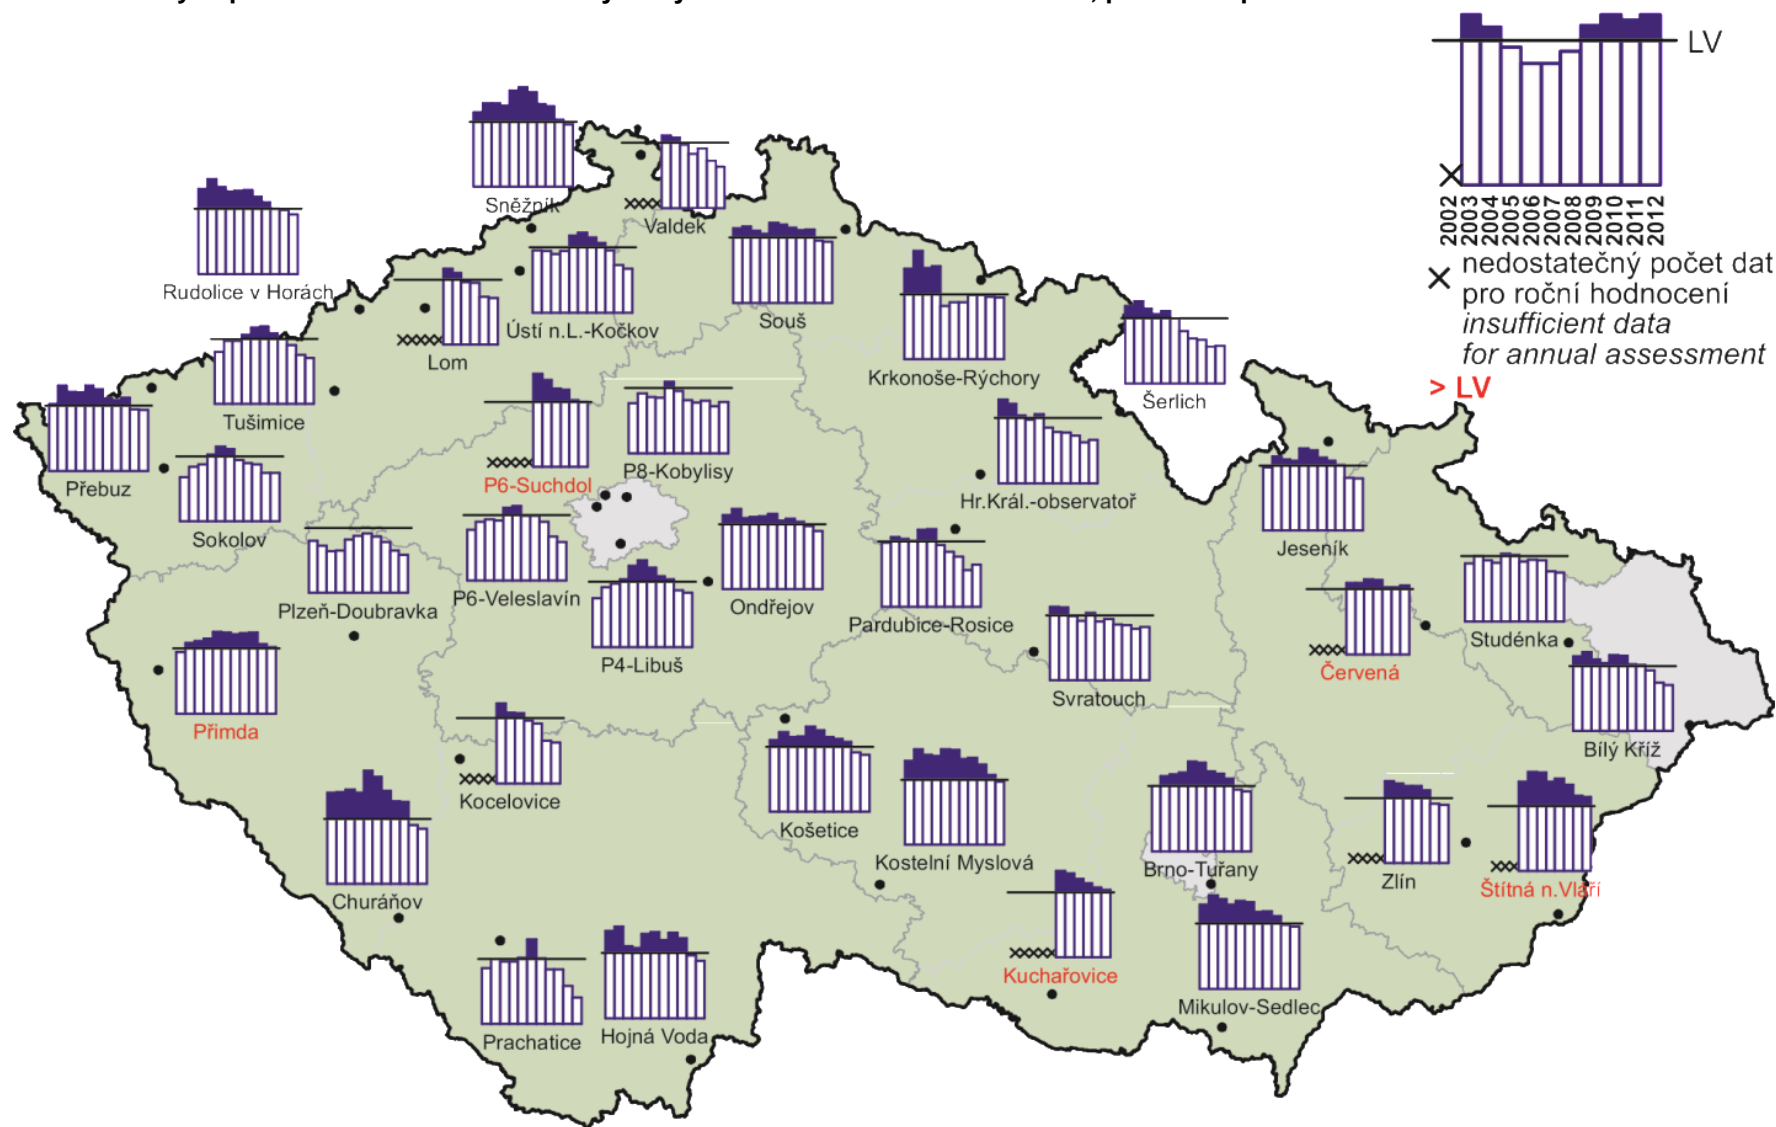 LV
2002
2003
2004
2005
2006
2007
2008
2009
2010
2011
2012
× nedostatečný počet dat
pro roční hodnocení
insufficient data
for annual assessment
> LV
Sněžník
Valdek
Rudolice v Horách
Lom
Ústí n.L.-Kočkov
Souš
Krkonoše-Rýchory
Šerlich
Tušimice
Přebuz
Sokolov
P6-Suchdol
P8-Kobylisy
Hr.Král.-observatoř
Jeseník
Plzeň-Doubravka
P6-Veleslavín
P4-Libuš
Ondřejov
Pardubice-Rosice
Svratouch
Červená
Studénka
Bílý Kříž
Přimda
Kocelovice
Košetice
Kostelní Myslová
Brno-Tuřany
Zlín
Štítná n.Vláří
Churáňov
Kuchařovice
Mikulov-Sedlec
Prachatice
Hojná Voda